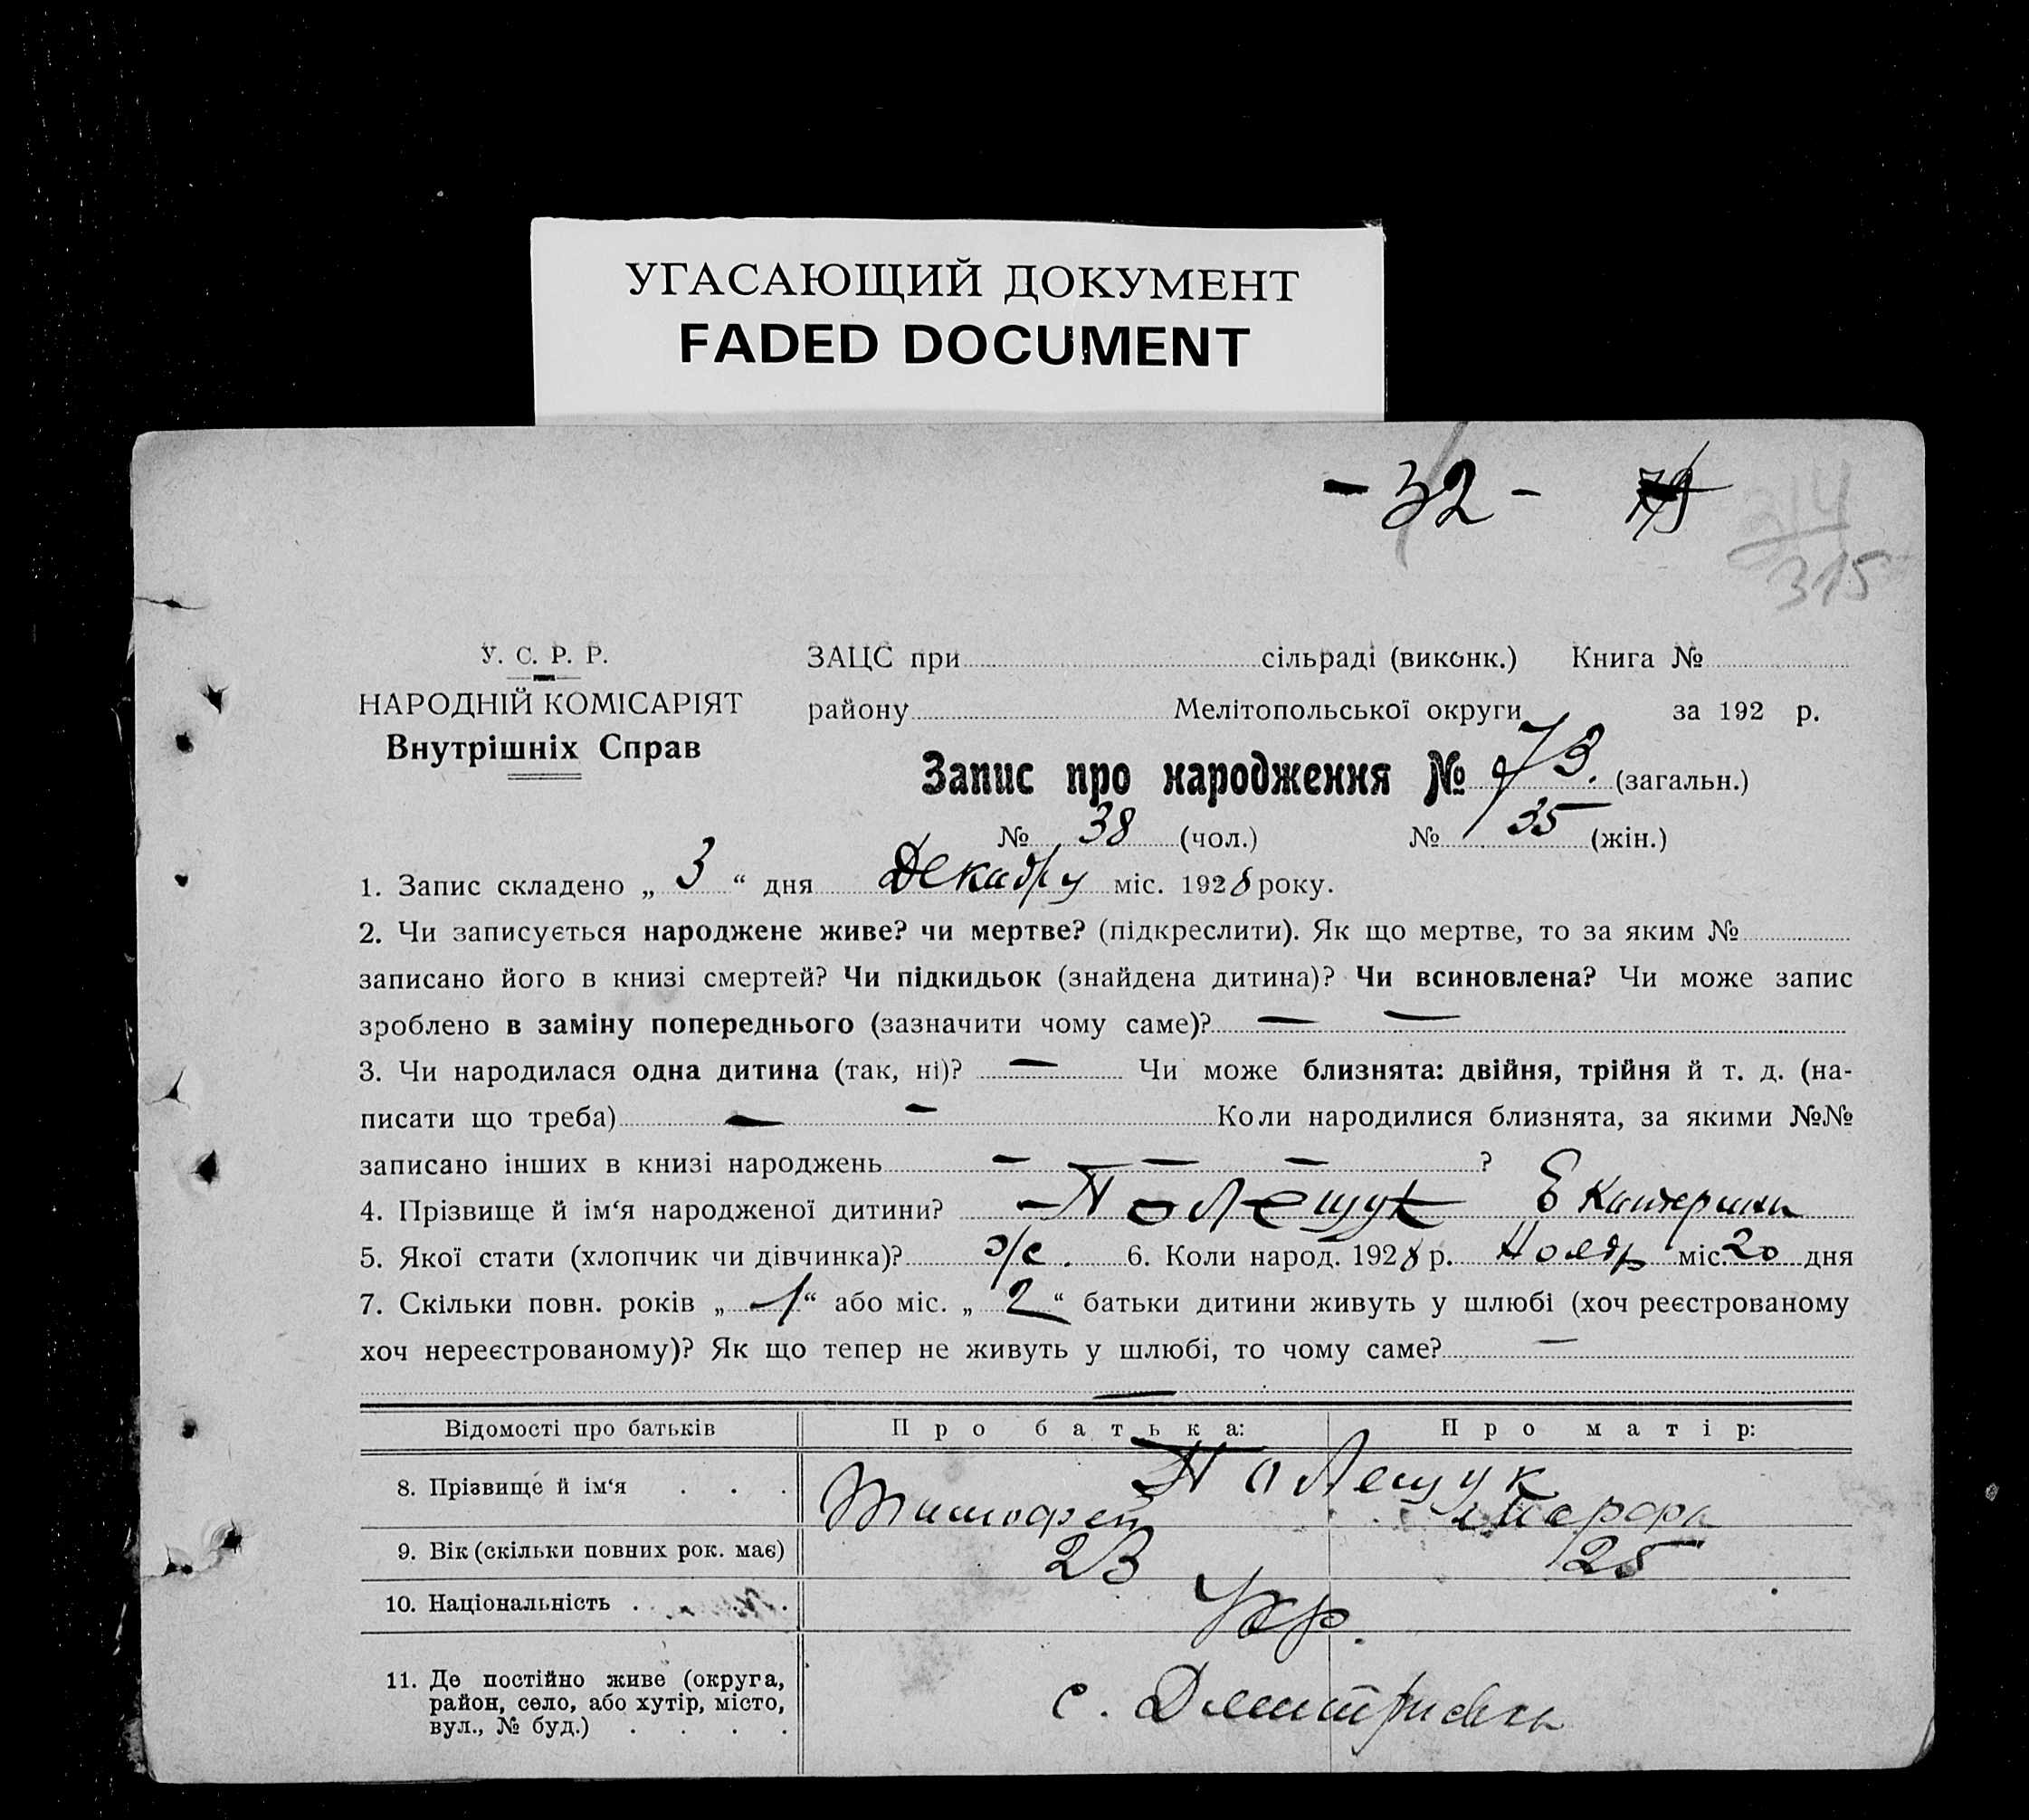 УГАСАЮЩИЙ ДОКУМЕНТ
FADED DOCUMENT
- 32 -
315
У. С. Р. Р.
НАРОДНІЙ КОМІСАРІЯТ
Внутрішніх Справ
ЗАЦС при сільраді (виконк.) Книга №
району Мелітопольської округи за 192 р.
Запис про народження № 73. (загальн.)
№ 38 (чол.) № 35 (жін.)
1. Запис складено „ 3 “ дня Декабру міс. 1928 року.
2. Чи записується народжене живе? чи мертве? (підкреслити). Як що мертве, то за яким №
записано його в книзі смертей? Чи підкидьок (знайдена дитина)? Чи всиновлена? Чи може запис
зроблено в заміну попереднього (зазначити чому саме)? — —
3. Чи народилася одна дитина (так, ні)? — Чи може близнята: двійня, трійня й т. д. (на-
писати що треба) — — Коли народилися близнята, за якими №№
записано інших в книзі народжень — — — ?
4. Прізвище й ім‘я народженої дитини? Полещук Екатерина
5. Якої стати (хлопчик чи дівчинка)? ж. 6. Коли народ. 1928 р. Ноябр міс. 20 дня
7. Скільки повн. років „ 1 “ або міс. „ 2 “ батьки дитини живуть у шлюбі (хоч реєстрованому
хоч нереєстрованому)? Як що тепер не живуть у шлюбі, то чому саме? —
—
Відомості про батьків Про батька: Про матір:
8. Прізвище й ім‘я . . . Полещук
Тимофей Марфа
9. Вік (скільки повних рок. має) 23 25
10. Національність . Укр.
11. Де постійно живе (округа,
район, село, або хутір, місто,
вул., № буд.) . . . .
с. Дмитрівка